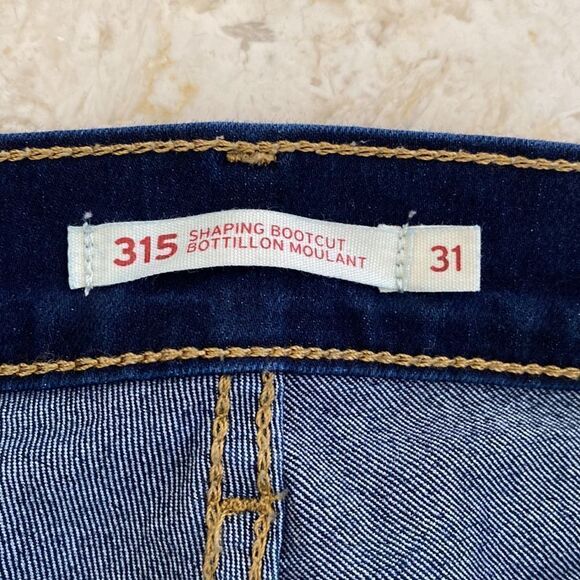 315 SHAPING BOOTCUT
BOTTILLON MOULANT
31